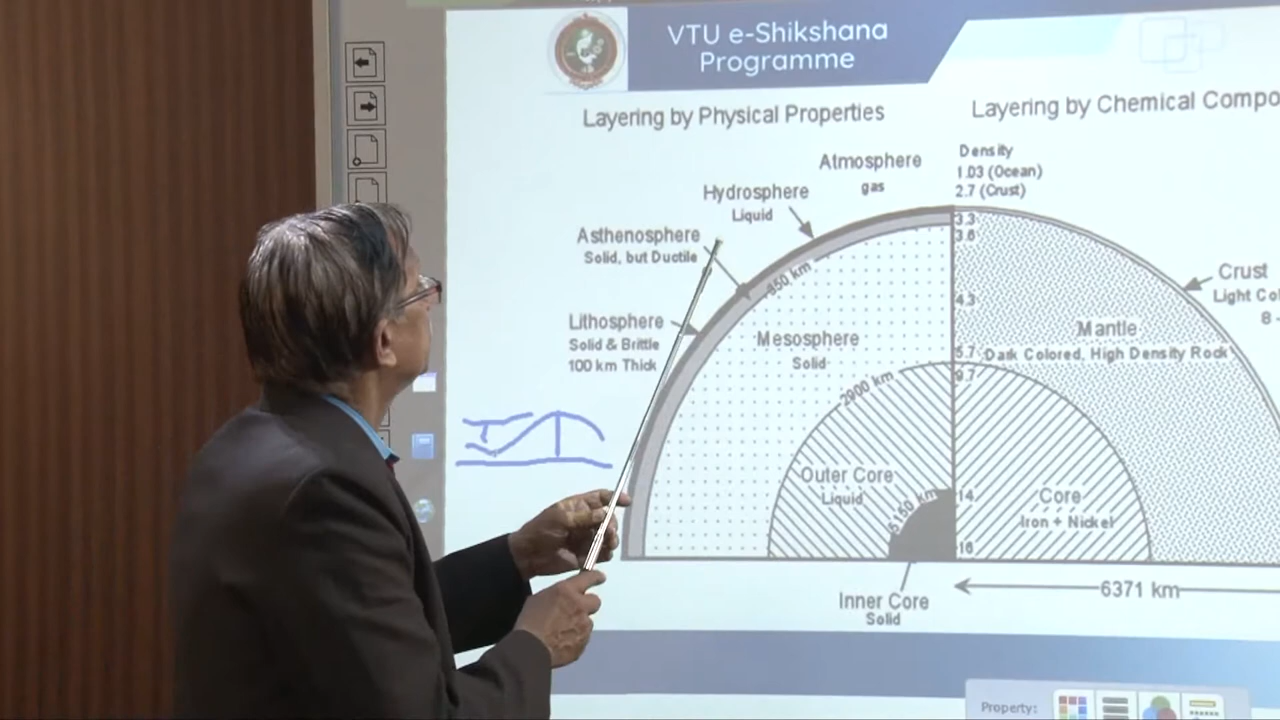 VTU e-Shikshana
Programme
Layering by Physical Properties
Layering by Chemical Compo
Atmosphere
gas
Density
1.03 (Ocean)
2.7 (Crust)
Hydrosphere
Liquid
3.3
3.6
Asthenosphere
Solid, but Ductile
350 km
Crust
Light Col
8 -
4.3
Lithosphere
Solid & Brittle
100 km Thick
Mesosphere
Solid
Mantle
Dark Colored, High Density Rock
5.7
9.7
2900 km
Outer Core
Liquid
5150 km
14
Core
Iron + Nickel
16
6371 km
Inner Core
Solid
Property: